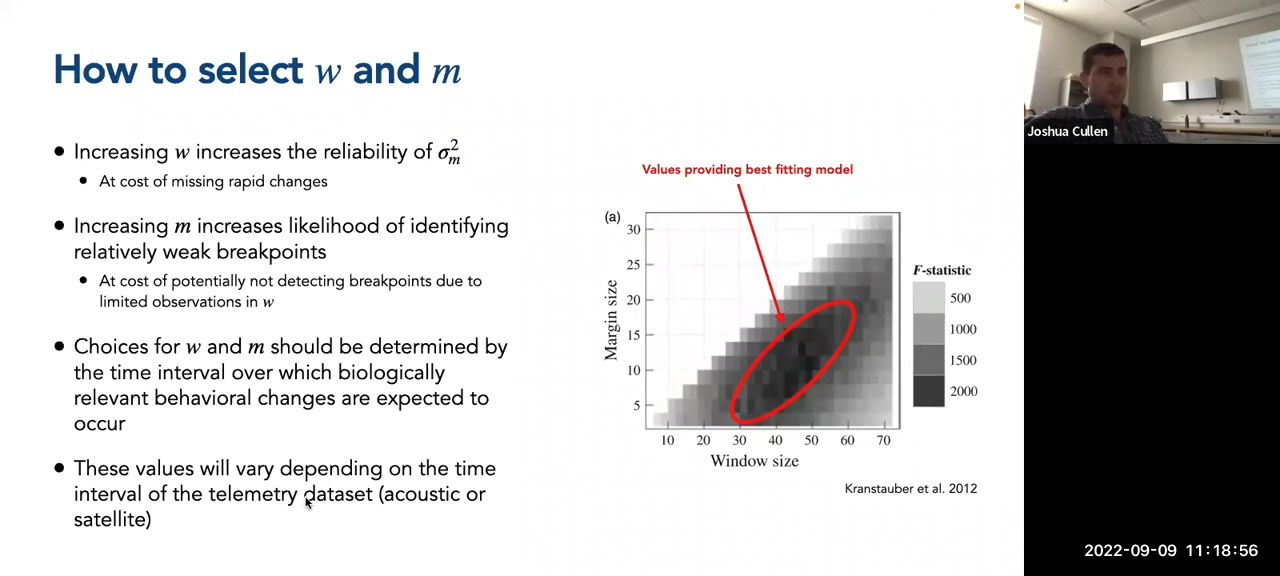 How to select w and m
Increasing w increases the reliability of σ²ₘ
At cost of missing rapid changes
Increasing m increases likelihood of identifying
relatively weak breakpoints
At cost of potentially not detecting breakpoints due to
limited observations in w
Choices for w and m should be determined by
the time interval over which biologically
relevant behavioral changes are expected to
occur
These values will vary depending on the time
interval of the telemetry dataset (acoustic or
satellite)
Values providing best fitting model
(a)
30
25
20
15
10
5
Margin size
10 20 30 40 50 60 70
Window size
F-statistic
500
1000
1500
2000
Kranstauber et al. 2012
Joshua Cullen
2022-09-09 11:18:56